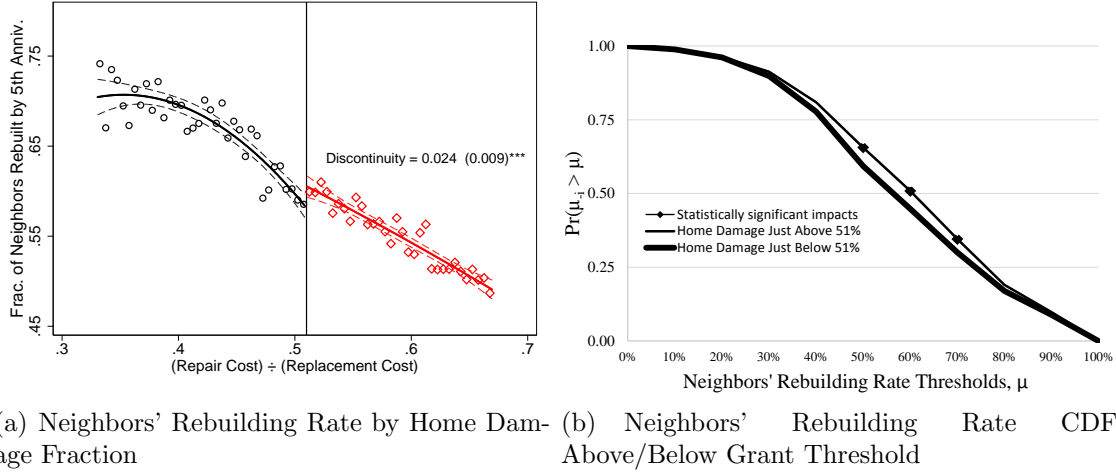 Frac. of Neighbors Rebuilt by 5th Anniv.
.75
.65
.55
.45
Discontinuity = 0.024 (0.009)***
.3 .4 .5 .6 .7
(Repair Cost) ÷ (Replacement Cost)
Pr(μ-i > μ)
1.00
0.75
0.50
0.25
0.00
Statistically significant impacts
Home Damage Just Above 51%
Home Damage Just Below 51%
0% 10% 20% 30% 40% 50% 60% 70% 80% 90% 100%
Neighbors' Rebuilding Rate Thresholds, μ
a) Neighbors' Rebuilding Rate by Home Dam-
age Fraction
(b) Neighbors' Rebuilding Rate CDF
Above/Below Grant Threshold